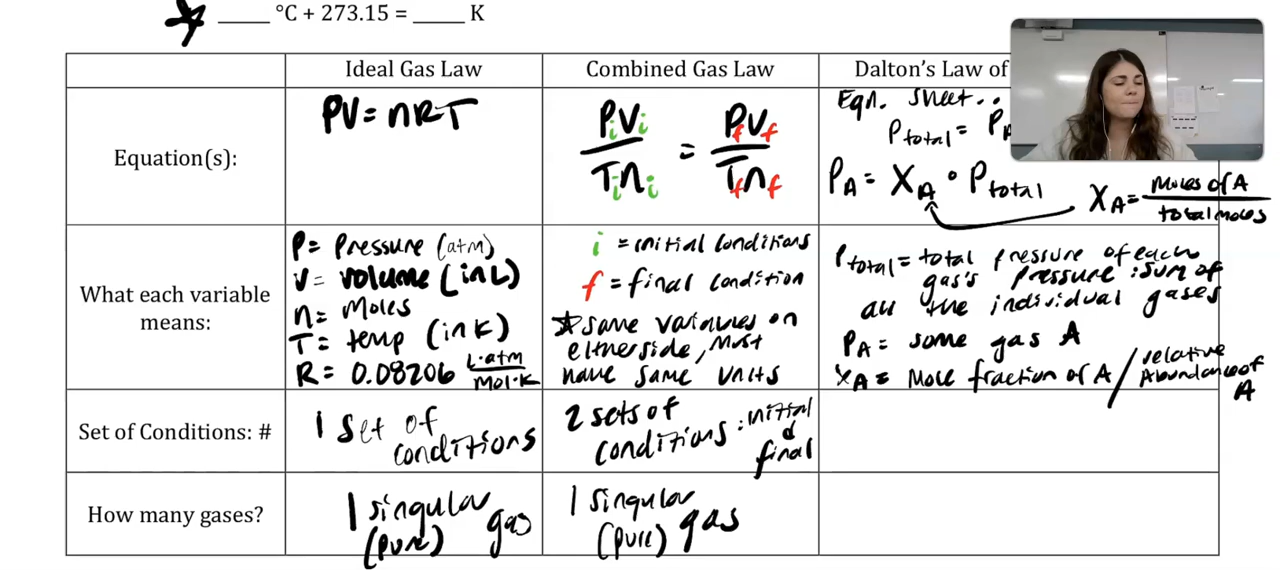 ____ °C + 273.15 = ____ K
Ideal Gas Law
Combined Gas Law
Dalton's Law of
Equation(s):
PV = nRT
PiVi / Tini = PfVf / Tfnf
Eqn. Sheet..
Ptotal = PA
PA = XA • Ptotal
XA = Moles of A / total moles
What each variable
means:
P = Pressure (atm)
V = volume (in L)
n = Moles
T = temp (in K)
R = 0.08206 L·atm / Mol·K
i = initial conditions
f = final condition
☆ same variables on
either side, must
have same units
Ptotal = total pressure of each
gas's pressure : sum of
all the individual gases
PA = some gas A
XA = Mole fraction of A / relative
Abundance of
A
Set of Conditions: #
1 set of
conditions
2 sets of
conditions : initial
&
final
How many gases?
1 singular
(pure) gas
1 singular
(pure) gas